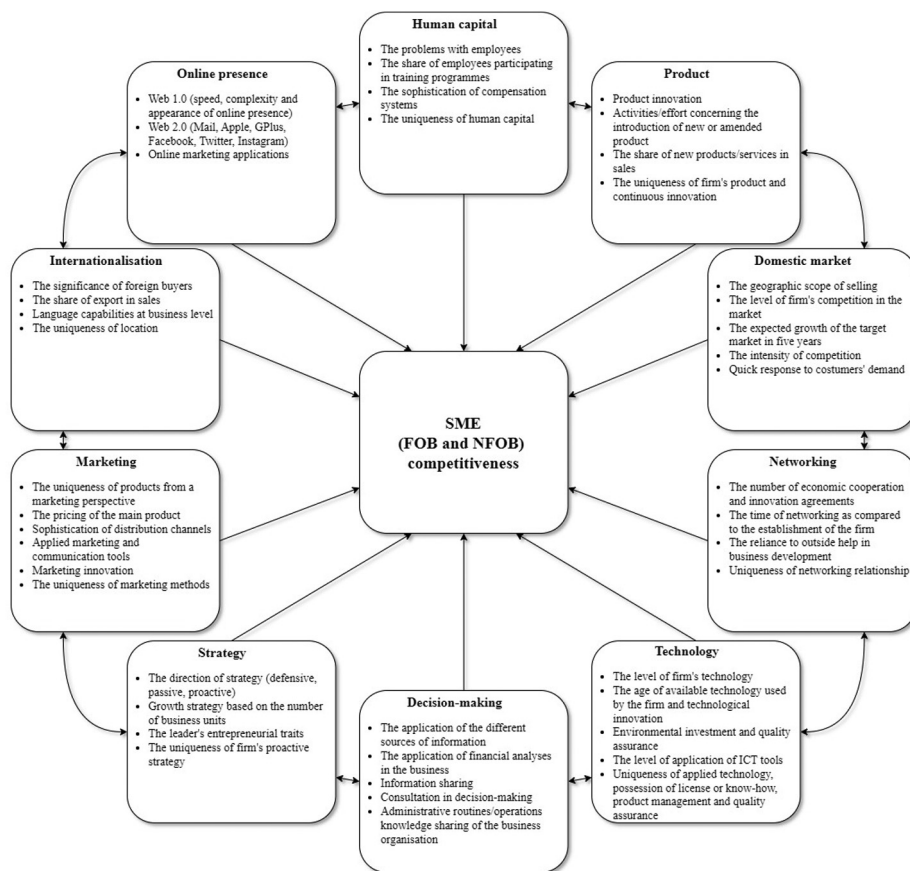 Human capital
• The problems with employees
• The share of employees participating
in training programmes
• The sophistication of compensation
systems
• The uniqueness of human capital
Online presence
• Web 1.0 (speed, complexity and
appearance of online presence)
• Web 2.0 (Mail, Apple, GPlus,
Facebook, Twitter, Instagram)
• Online marketing applications
Product
• Product innovation
• Activities/effort concerning the
introduction of new or amended
product
• The share of new products/services in
sales
• The uniqueness of firm's product and
continuous innovation
Internationalisation
• The significance of foreign buyers
• The share of export in sales
• Language capabilities at business level
• The uniqueness of location
Domestic market
• The geographic scope of selling
• The level of firm's competition in the
market
• The expected growth of the target
market in five years
• The intensity of competition
• Quick response to costumers' demand
SME
(FOB and NFOB)
competitiveness
Marketing
• The uniqueness of products from a
marketing perspective
• The pricing of the main product
• Sophistication of distribution channels
• Applied marketing and
communication tools
• Marketing innovation
• The uniqueness of marketing methods
Networking
• The number of economic cooperation
and innovation agreements
• The time of networking as compared
to the establishment of the firm
• The reliance to outside help in
business development
• Uniqueness of networking relationship
Strategy
• The direction of strategy (defensive,
passive, proactive)
• Growth strategy based on the number
of business units
• The leader's entrepreneurial traits
• The uniqueness of firm's proactive
strategy
Decision-making
• The application of the different
sources of information
• The application of financial analyses
in the business
• Information sharing
• Consultation in decision-making
• Administrative routines/operations
knowledge sharing of the business
organisation
Technology
• The level of firm's technology
• The age of available technology used
by the firm and technological
innovation
• Environmental investment and quality
assurance
• The level of application of ICT tools
• Uniqueness of applied technology,
possession of license or know-how,
product management and quality
assurance